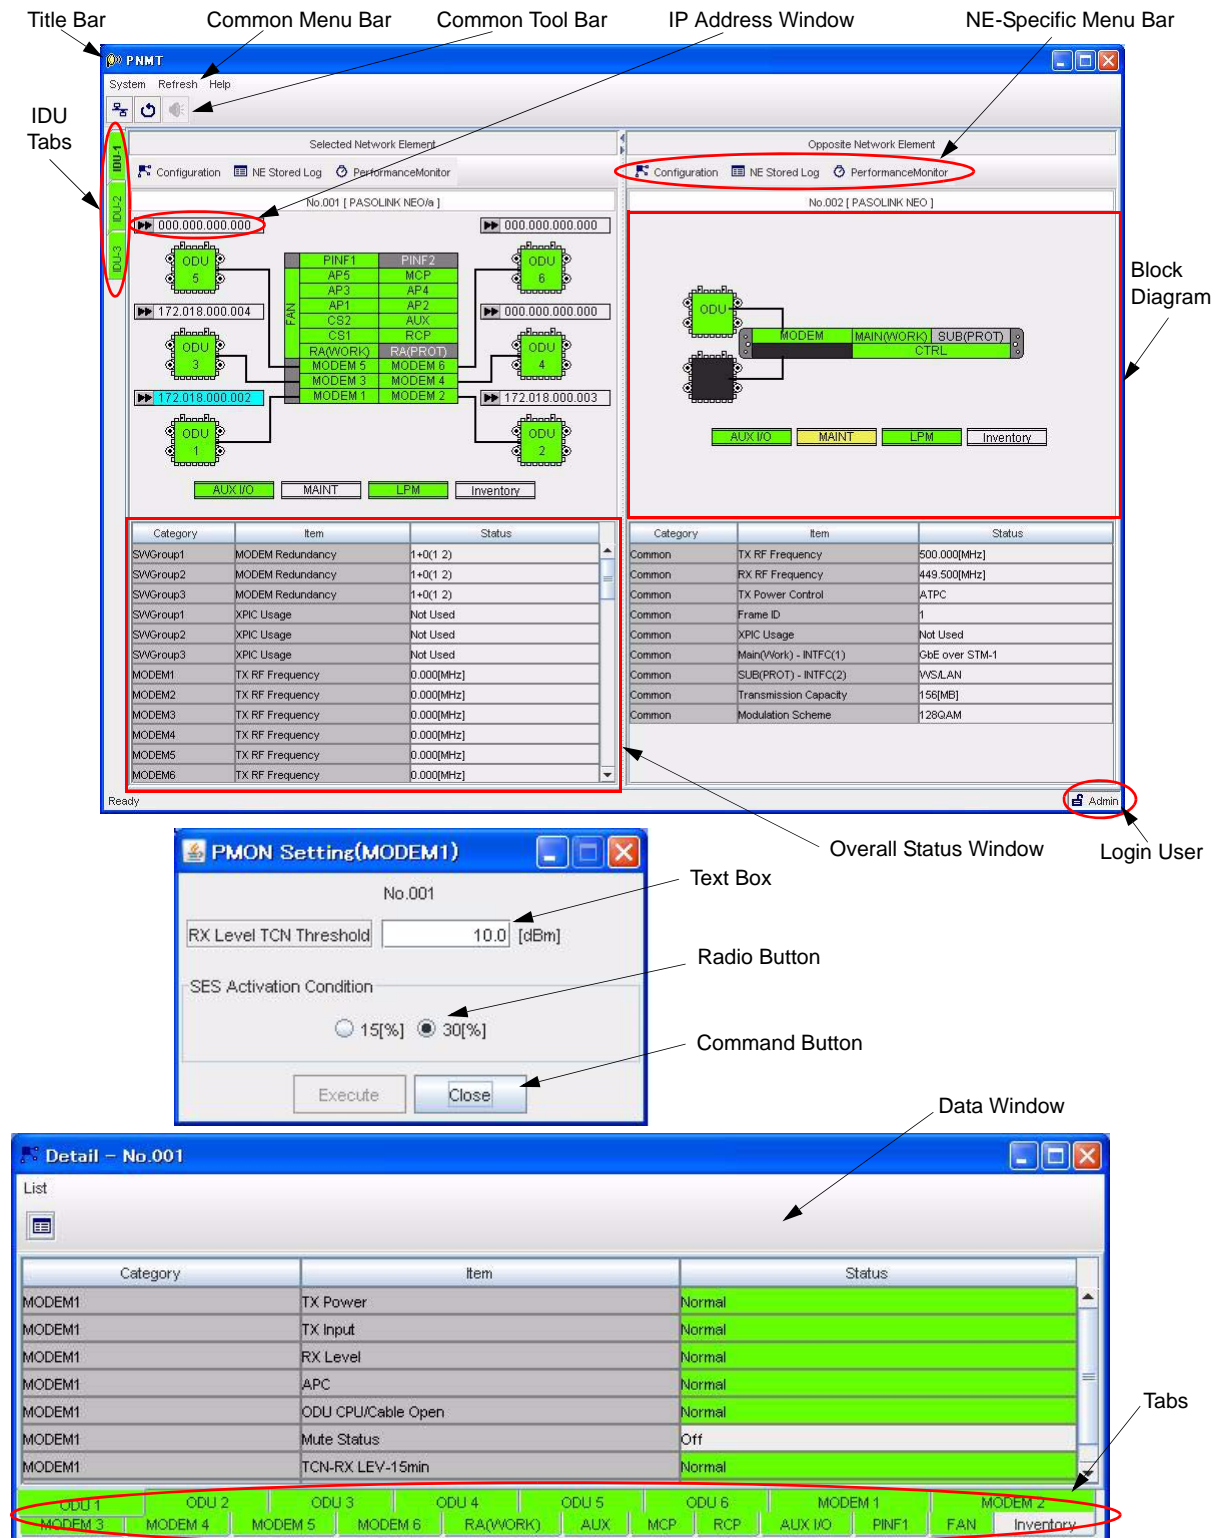 Title Bar
Common Menu Bar
Common Tool Bar
IP Address Window
NE-Specific Menu Bar
PNMT
System Refresh Help
IDU
Tabs
IDU-1
IDU-2
IDU-3
Selected Network Element
Configuration NE Stored Log PerformanceMonitor
No.001 [ PASOLINK NEO/a ]
000.000.000.000
000.000.000.000
ODU
5
ODU
6
172.018.000.004
000.000.000.000
ODU
3
ODU
4
172.018.000.002
172.018.000.003
ODU
1
ODU
2
FAN
PINF1 PINF2
AP5 MCP
AP3 AP4
AP1 AP2
CS2 AUX
CS1 RCP
RA(WORK) RA(PROT)
MODEM 5 MODEM 6
MODEM 3 MODEM 4
MODEM 1 MODEM 2
AUX I/O MAINT LPM Inventory
Opposite Network Element
Configuration NE Stored Log PerformanceMonitor
No.002 [ PASOLINK NEO ]
ODU
MODEM MAIN(WORK) SUB(PROT)
CTRL
AUX I/O MAINT LPM Inventory
Block
Diagram
Category Item Status
SWGroup1 MODEM Redundancy 1+0(1 2)
SWGroup2 MODEM Redundancy 1+0(1 2)
SWGroup3 MODEM Redundancy 1+0(1 2)
SWGroup1 XPIC Usage Not Used
SWGroup2 XPIC Usage Not Used
SWGroup3 XPIC Usage Not Used
MODEM1 TX RF Frequency 0.000[MHz]
MODEM2 TX RF Frequency 0.000[MHz]
MODEM3 TX RF Frequency 0.000[MHz]
MODEM4 TX RF Frequency 0.000[MHz]
MODEM5 TX RF Frequency 0.000[MHz]
MODEM6 TX RF Frequency 0.000[MHz]
Category Item Status
Common TX RF Frequency 500.000[MHz]
Common RX RF Frequency 449.500[MHz]
Common TX Power Control ATPC
Common Frame ID 1
Common XPIC Usage Not Used
Common Main(Work) - INTFC(1) GbE over STM-1
Common SUB(PROT) - INTFC(2) WS/LAN
Common Transmission Capacity 156[MB]
Common Modulation Scheme 128QAM
Ready
Admin
Overall Status Window
Login User
PMON Setting(MODEM1)
No.001
RX Level TCN Threshold 10.0 [dBm]
SES Activation Condition
15[%] 30[%]
Execute Close
Text Box
Radio Button
Command Button
Data Window
Detail - No.001
List
Category Item Status
MODEM1 TX Power Normal
MODEM1 TX Input Normal
MODEM1 RX Level Normal
MODEM1 APC Normal
MODEM1 ODU CPU/Cable Open Normal
MODEM1 Mute Status Off
MODEM1 TCN-RX LEV-15min Normal
Tabs
ODU 1 ODU 2 ODU 3 ODU 4 ODU 5 ODU 6 MODEM 1 MODEM 2
MODEM 3 MODEM 4 MODEM 5 MODEM 6 RA(WORK) AUX MCP RCP AUX I/O PINF1 FAN Inventory